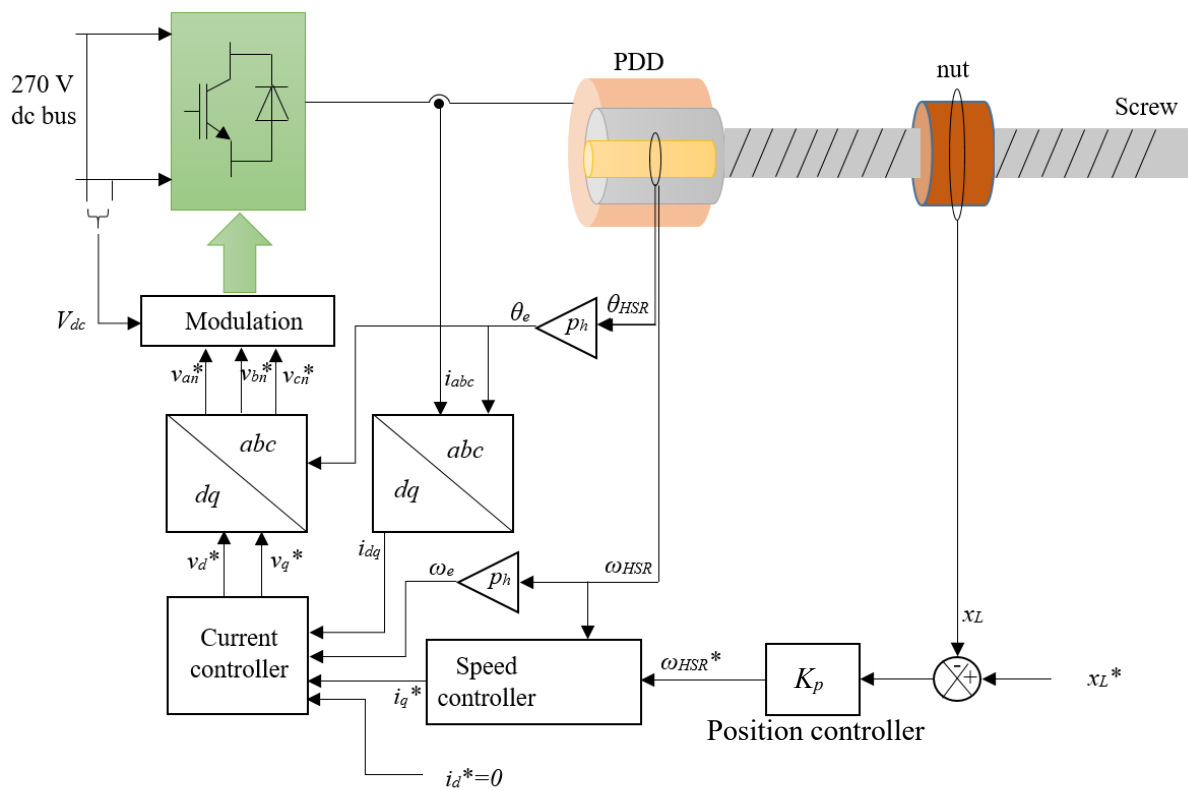 PDD
nut
270 V
dc bus
Screw
θe
ph
θHSR
Vdc
Modulation
van*
vbn*
vcn*
iabc
abc
dq
abc
dq
vd*
vq*
idq
ωe
ph
ωHSR
Current
controller
Speed
controller
iq*
ωHSR*
Kp
xL
-
+
xL*
Position controller
id*=0